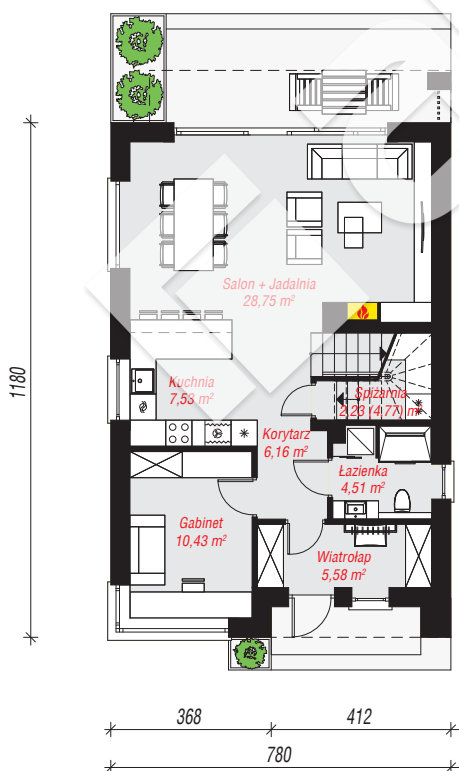 Salon + Jadalnia
28,75 m²
1180
Kuchnia
7,53 m²
Spiżarnia
2,23 (4,77) m²
Korytarz
6,16 m²
Łazienka
4,51 m²
Gabinet
10,43 m²
Wiatrołap
5,58 m²
368
412
780